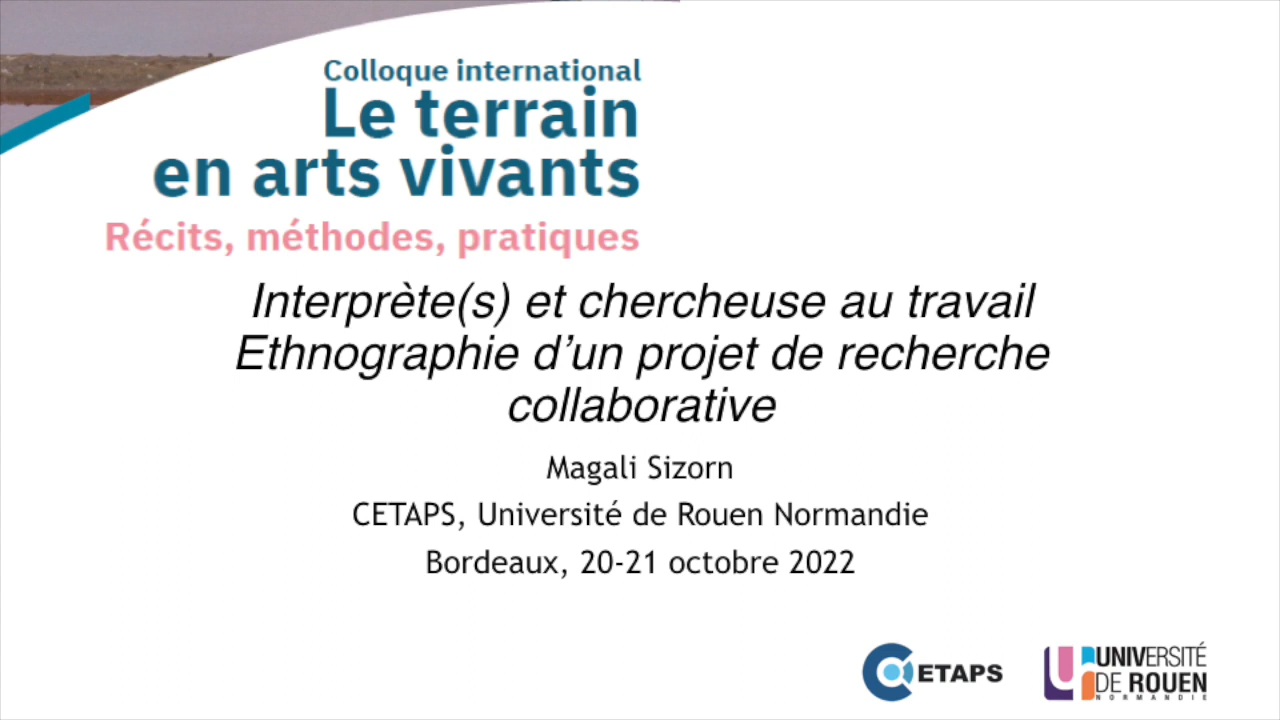 Colloque international
Le terrain
en arts vivants
Récits, méthodes, pratiques
Interprète(s) et chercheuse au travail
Ethnographie d’un projet de recherche
collaborative
Magali Sizorn
CETAPS, Université de Rouen Normandie
Bordeaux, 20-21 octobre 2022
CETAPS
UNIVERSITÉ
DE ROUEN
NORMANDIE